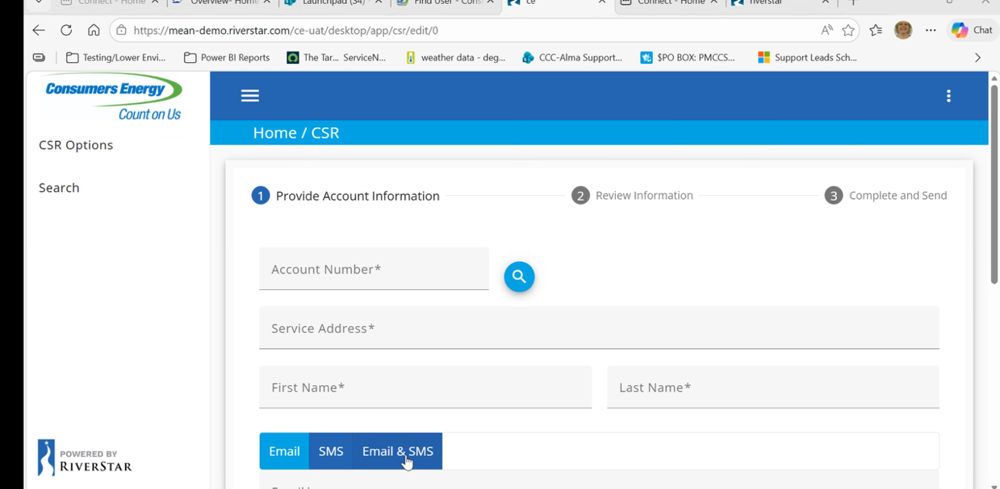 Connect - Home
Overview- Home
Launchpad (34)
Find User - Cons
ce
Connect - Home
riverstar
https://mean-demo.riverstar.com/ce-uat/desktop/app/csr/edit/0
Chat
Testing/Lower Envi...
Power BI Reports
The Tar... ServiceN...
weather data - deg...
CCC-Alma Support...
$PO BOX: PMCCS...
Support Leads Sch...
Consumers Energy
Count on Us
CSR Options
Search
Home / CSR
1 Provide Account Information
2 Review Information
3 Complete and Send
Account Number*
Service Address*
First Name*
Last Name*
Email
SMS
Email & SMS
POWERED BY
RIVERSTAR